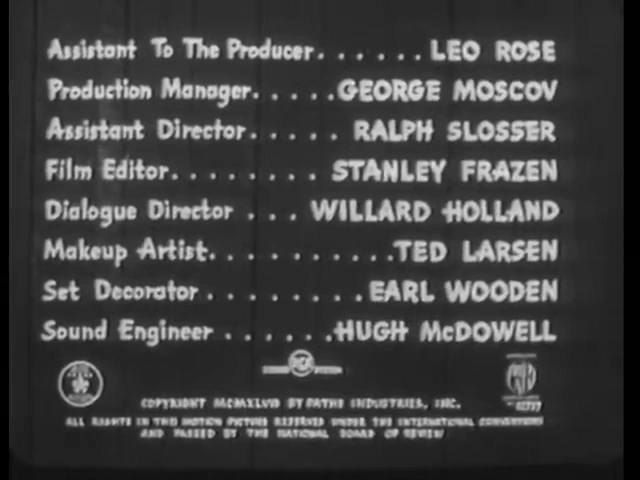 Assistant To The Producer......LEO ROSE
Production Manager.....GEORGE MOSCOV
Assistant Director..... RALPH SLOSSER
Film Editor........ STANLEY FRAZEN
Dialogue Director ... WILLARD HOLLAND
Makeup Artist..........TED LARSEN
Set Decorator ........EARL WOODEN
Sound Engineer ......HUGH McDOWELL
RCA
COPYRIGHT MCMXLVII BY PATHE INDUSTRIES, INC.
ALL RIGHTS IN THIS MOTION PICTURE RESERVED UNDER THE INTERNATIONAL CONVENTIONS
AND PASSED BY THE NATIONAL BOARD OF REVIEW